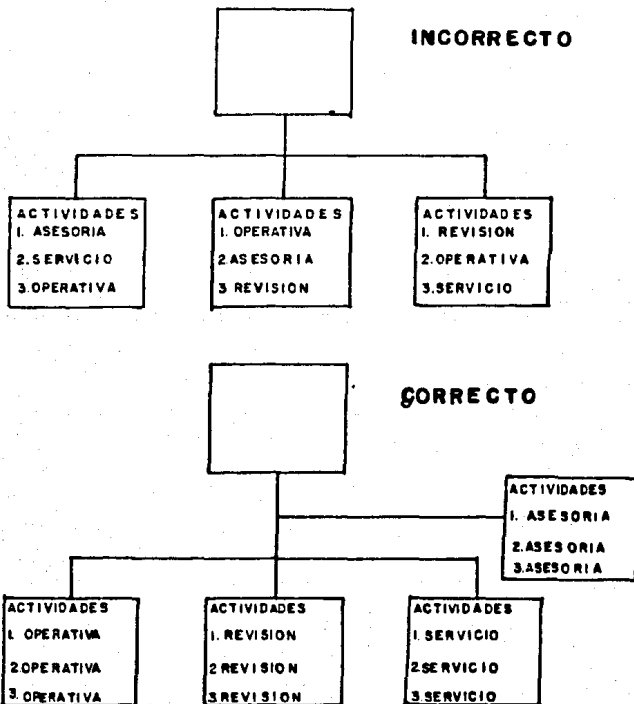 INCORRECTO
ACTIVIDADES
1. ASESORIA
2. SERVICIO
3. OPERATIVA
ACTIVIDADES
1. OPERATIVA
2. ASESORIA
3 REVISION
ACTIVIDADES
1. REVISION
2. OPERATIVA
3. SERVICIO
CORRECTO
ACTIVIDADES
1. ASESORIA
2. ASESORIA
3. ASESORIA
ACTIVIDADES
1. OPERATIVA
2. OPERATIVA
3. OPERATIVA
ACTIVIDADES
1. REVISION
2 REVISION
3. REVISION
ACTIVIDADES
1. SERVICIO
2. SERVICIO
3. SERVICIO